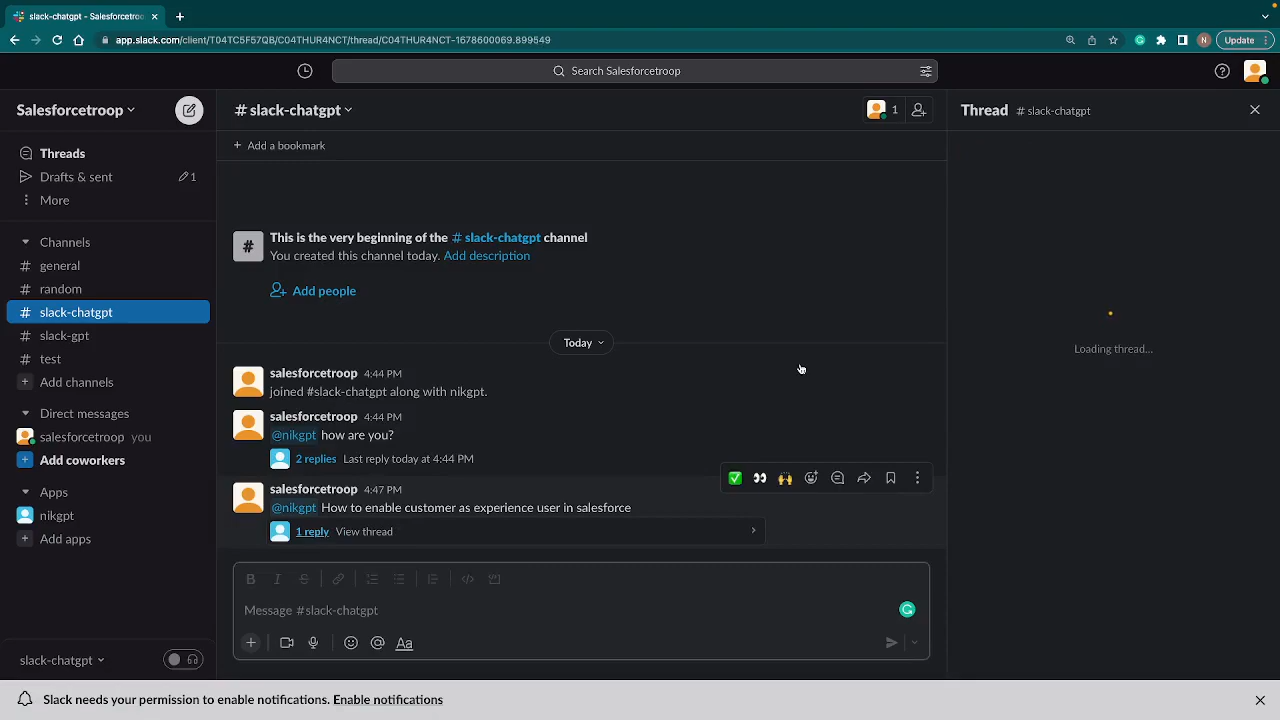 slack-chatgpt - Salesforcetroo
app.slack.com/client/T04TC5F57QB/C04THUR4NCT/thread/C04THUR4NCT-1678600069.899549
N
Update
Search Salesforcetroop
Salesforcetroop
# slack-chatgpt
1
Thread # slack-chatgpt
+ Add a bookmark
Threads
Drafts & sent 1
More
Channels
# general
# random
# slack-chatgpt
# slack-gpt
# test
+ Add channels
Direct messages
salesforcetroop you
+ Add coworkers
Apps
nikgpt
+ Add apps
slack-chatgpt
#
This is the very beginning of the # slack-chatgpt channel
You created this channel today. Add description
Add people
Today
salesforcetroop 4:44 PM
joined #slack-chatgpt along with nikgpt.
salesforcetroop 4:44 PM
@nikgpt how are you?
2 replies Last reply today at 4:44 PM
salesforcetroop 4:47 PM
@nikgpt How to enable customer as experience user in salesforce
1 reply View thread
B I S
Message #slack-chatgpt
Aa
Loading thread…
Slack needs your permission to enable notifications. Enable notifications